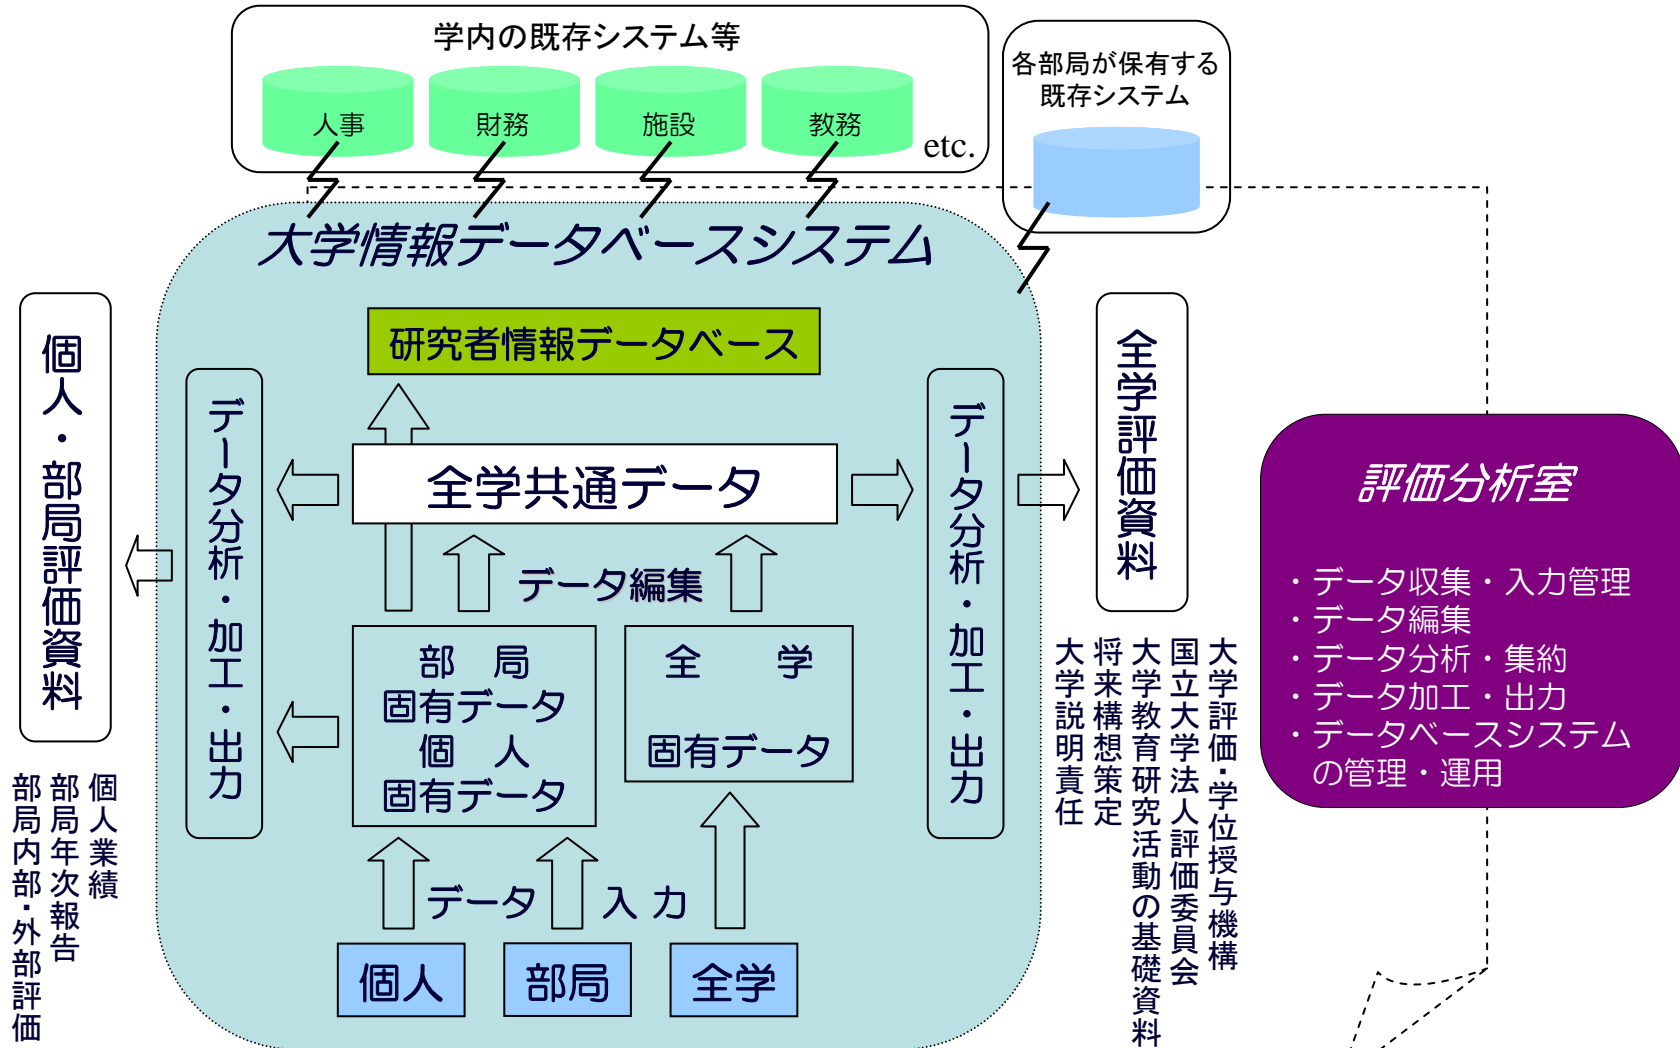 学内の既存システム等
人事
財務
施設
教務
etc.
各部局が保有する
既存システム
大学情報データベースシステム
研究者情報データベース
個人・部局評価資料
データ分析・加工・出力
全学共通データ
データ分析・加工・出力
全学評価資料
データ編集
部　局
固有データ
個　人
固有データ
全　学
固有データ
データ 入力
個人
部局
全学
個人業績
部局年次報告
部局内部・外部評価
大学評価・学位授与機構
国立大学法人評価委員会
大学教育研究活動の基礎資料
将来構想策定
大学説明責任
評価分析室
・データ収集・入力管理
・データ編集
・データ分析・集約
・データ加工・出力
・データベースシステム
の管理・運用